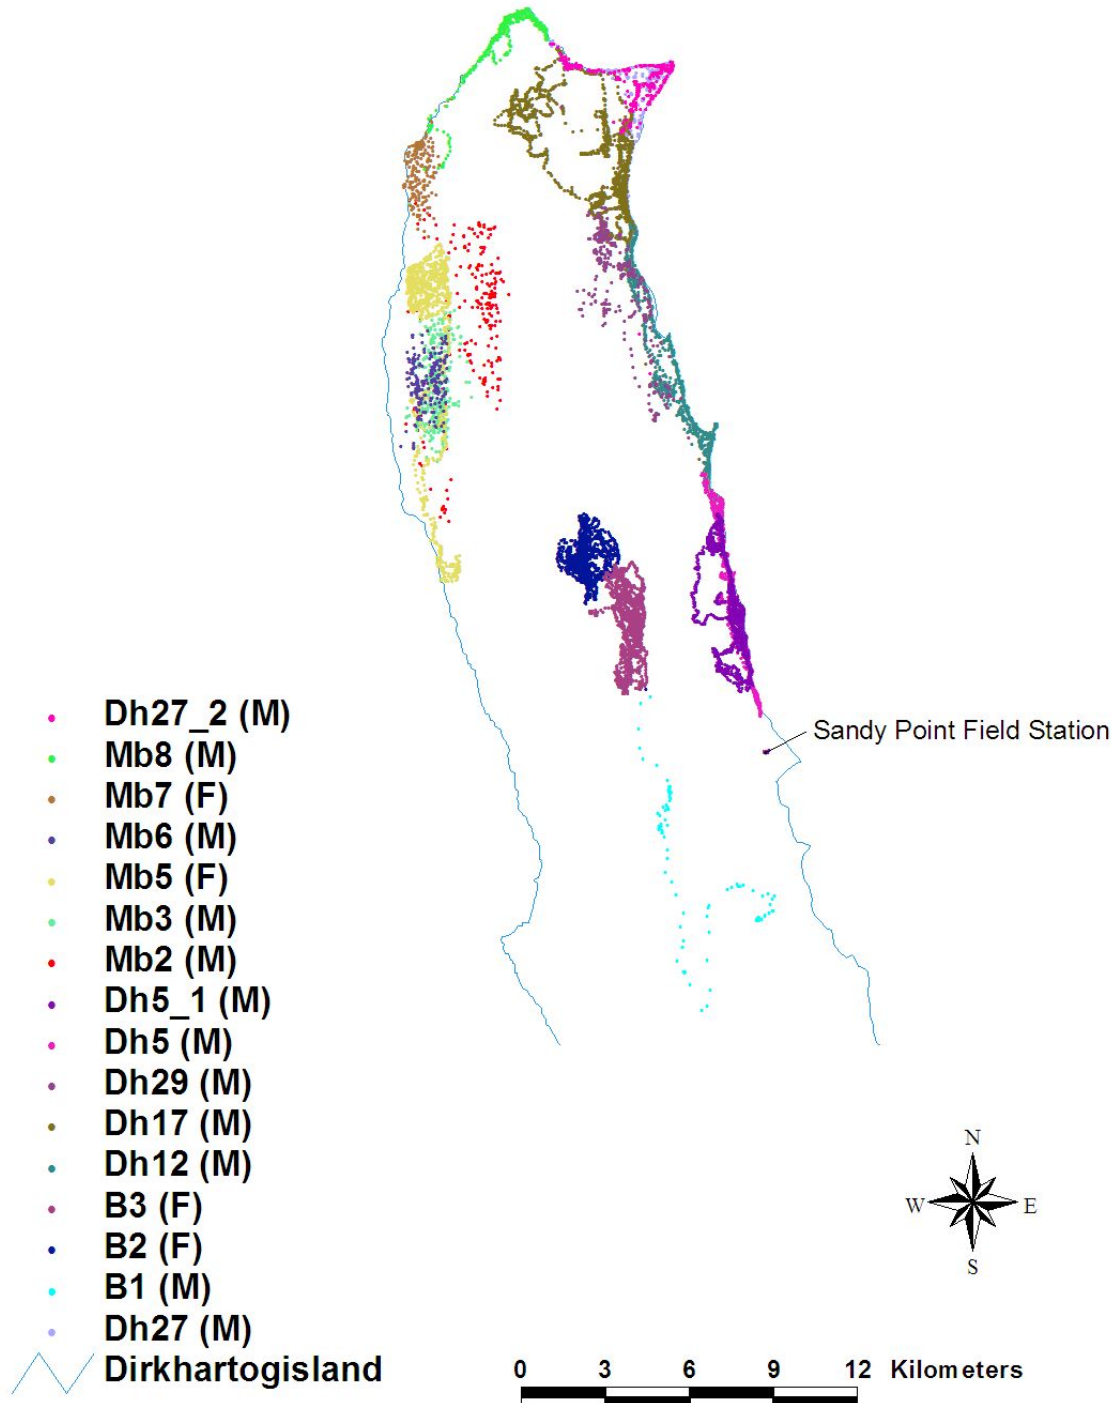 Sandy Point Field Station
Dh27_2 (M)
Mb8 (M)
Mb7 (F)
Mb6 (M)
Mb5 (F)
Mb3 (M)
Mb2 (M)
Dh5_1 (M)
Dh5 (M)
Dh29 (M)
Dh17 (M)
Dh12 (M)
B3 (F)
B2 (F)
B1 (M)
Dh27 (M)
Dirkhartogisland
N
W E
S
0 3 6 9 12 Kilometers